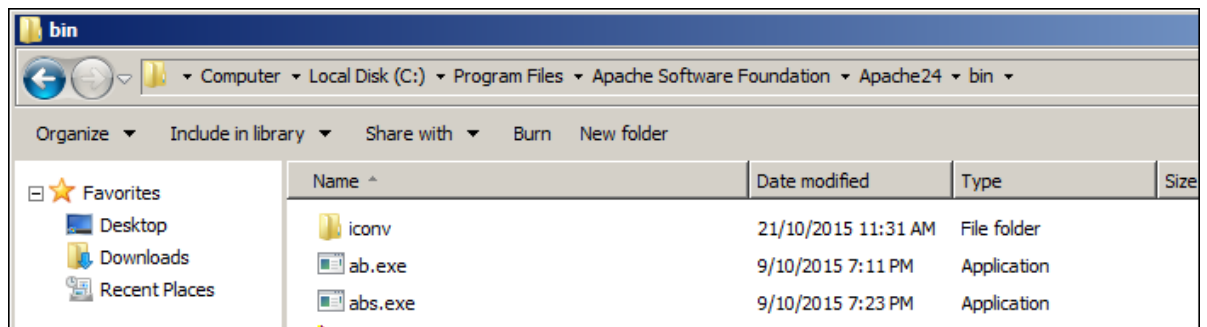 bin
Computer Local Disk (C:) Program Files Apache Software Foundation Apache24 bin
Organize Include in library Share with Burn New folder
Favorites
Desktop
Downloads
Recent Places
Name Date modified Type Size
iconv 21/10/2015 11:31 AM File folder
ab.exe 9/10/2015 7:11 PM Application
abs.exe 9/10/2015 7:23 PM Application